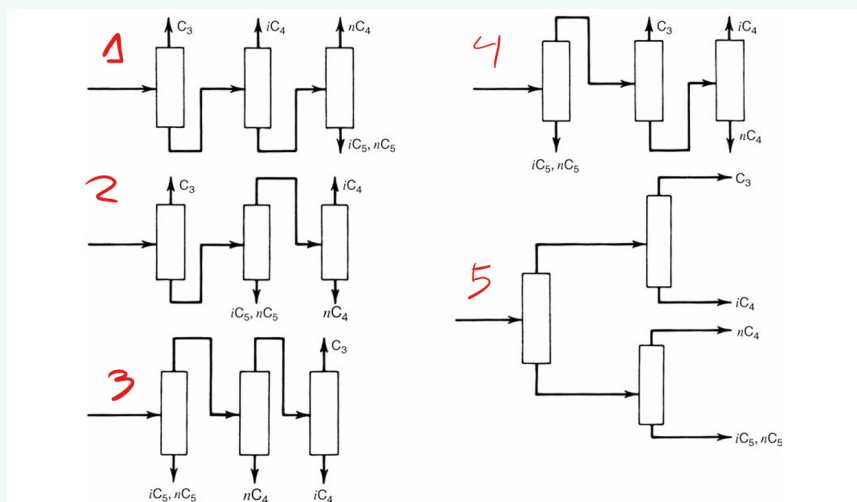 1
C₃
iC₄
nC₄
iC₅, nC₅
2
C₃
iC₄
iC₅, nC₅
nC₄
3
C₃
iC₅, nC₅
nC₄
iC₄
4
C₃
iC₄
iC₅, nC₅
nC₄
5
C₃
iC₄
nC₄
iC₅, nC₅